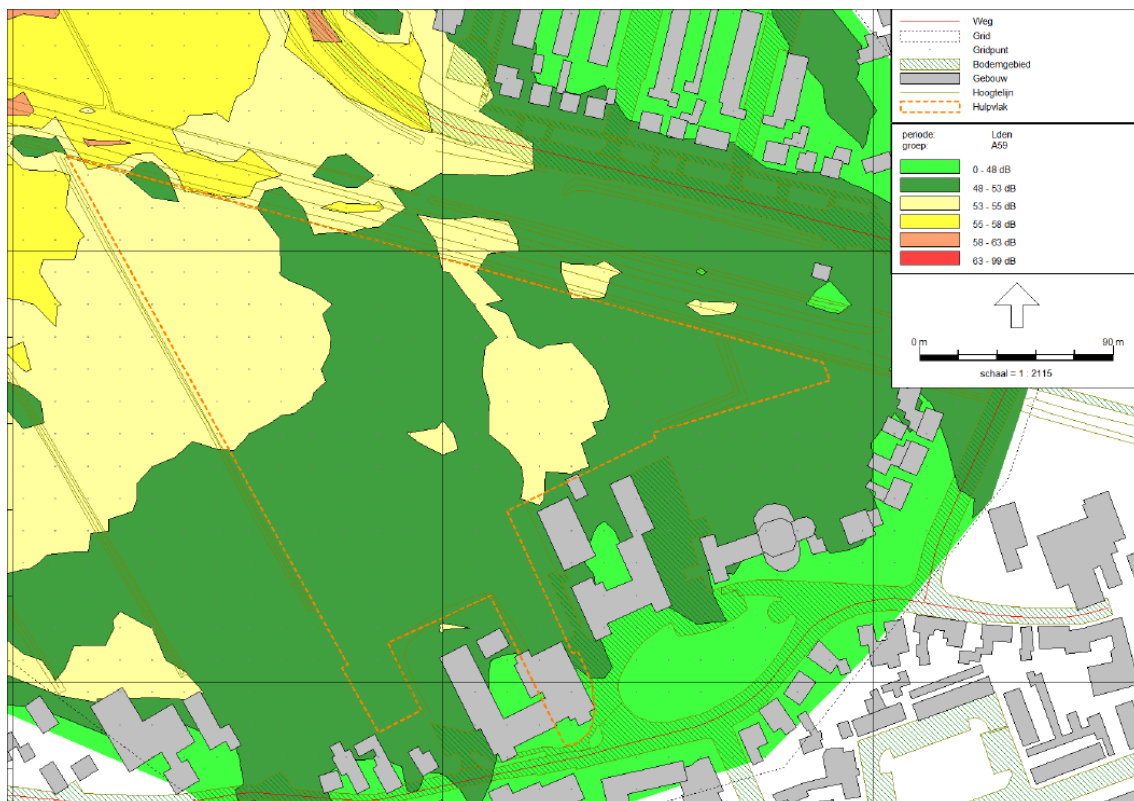 Weg
Grid
Gridpunt
Bodemgebied
Gebouw
Hoogtelijn
Hulpvlak
periode: Lden
groep: A59
0 - 48 dB
48 - 53 dB
53 - 55 dB
55 - 58 dB
58 - 63 dB
63 - 99 dB
0 m 90 m
schaal = 1 : 2115